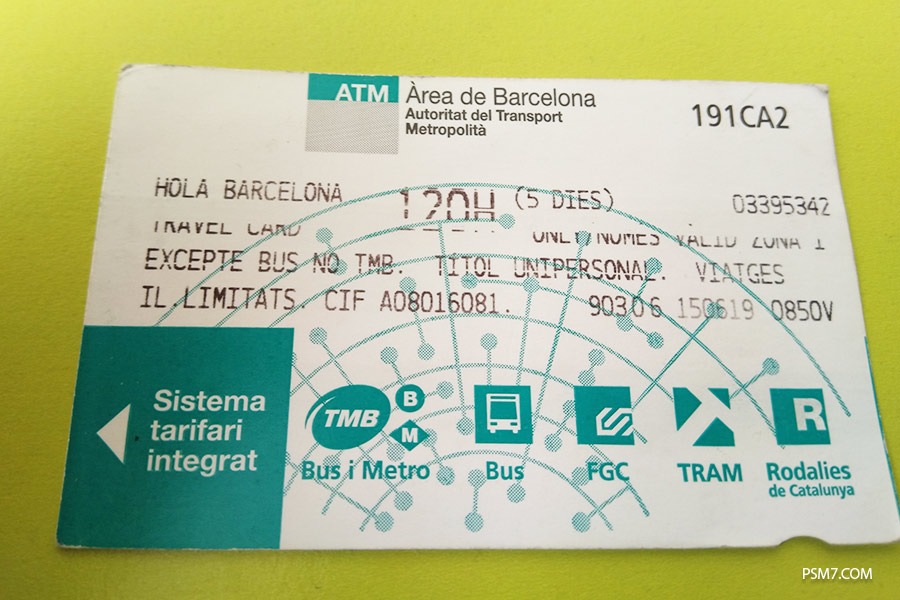 ATM
Àrea de Barcelona
Autoritat del Transport
Metropolità
191CA2
HOLA BARCELONA 120H (5 DIES) 03395342
TRAVEL CARD ONLY NOMES VALID ZONA 1
EXCEPTE BUS NO TMB. TITOL UNIPERSONAL. VIATGES
IL.LIMITATS. CIF A08016081. 90306 150619 0850V
Sistema
tarifari
integrat
TMB B
M
R
Bus i Metro Bus FGC TRAM Rodalies
de Catalunya
PSM7.COM